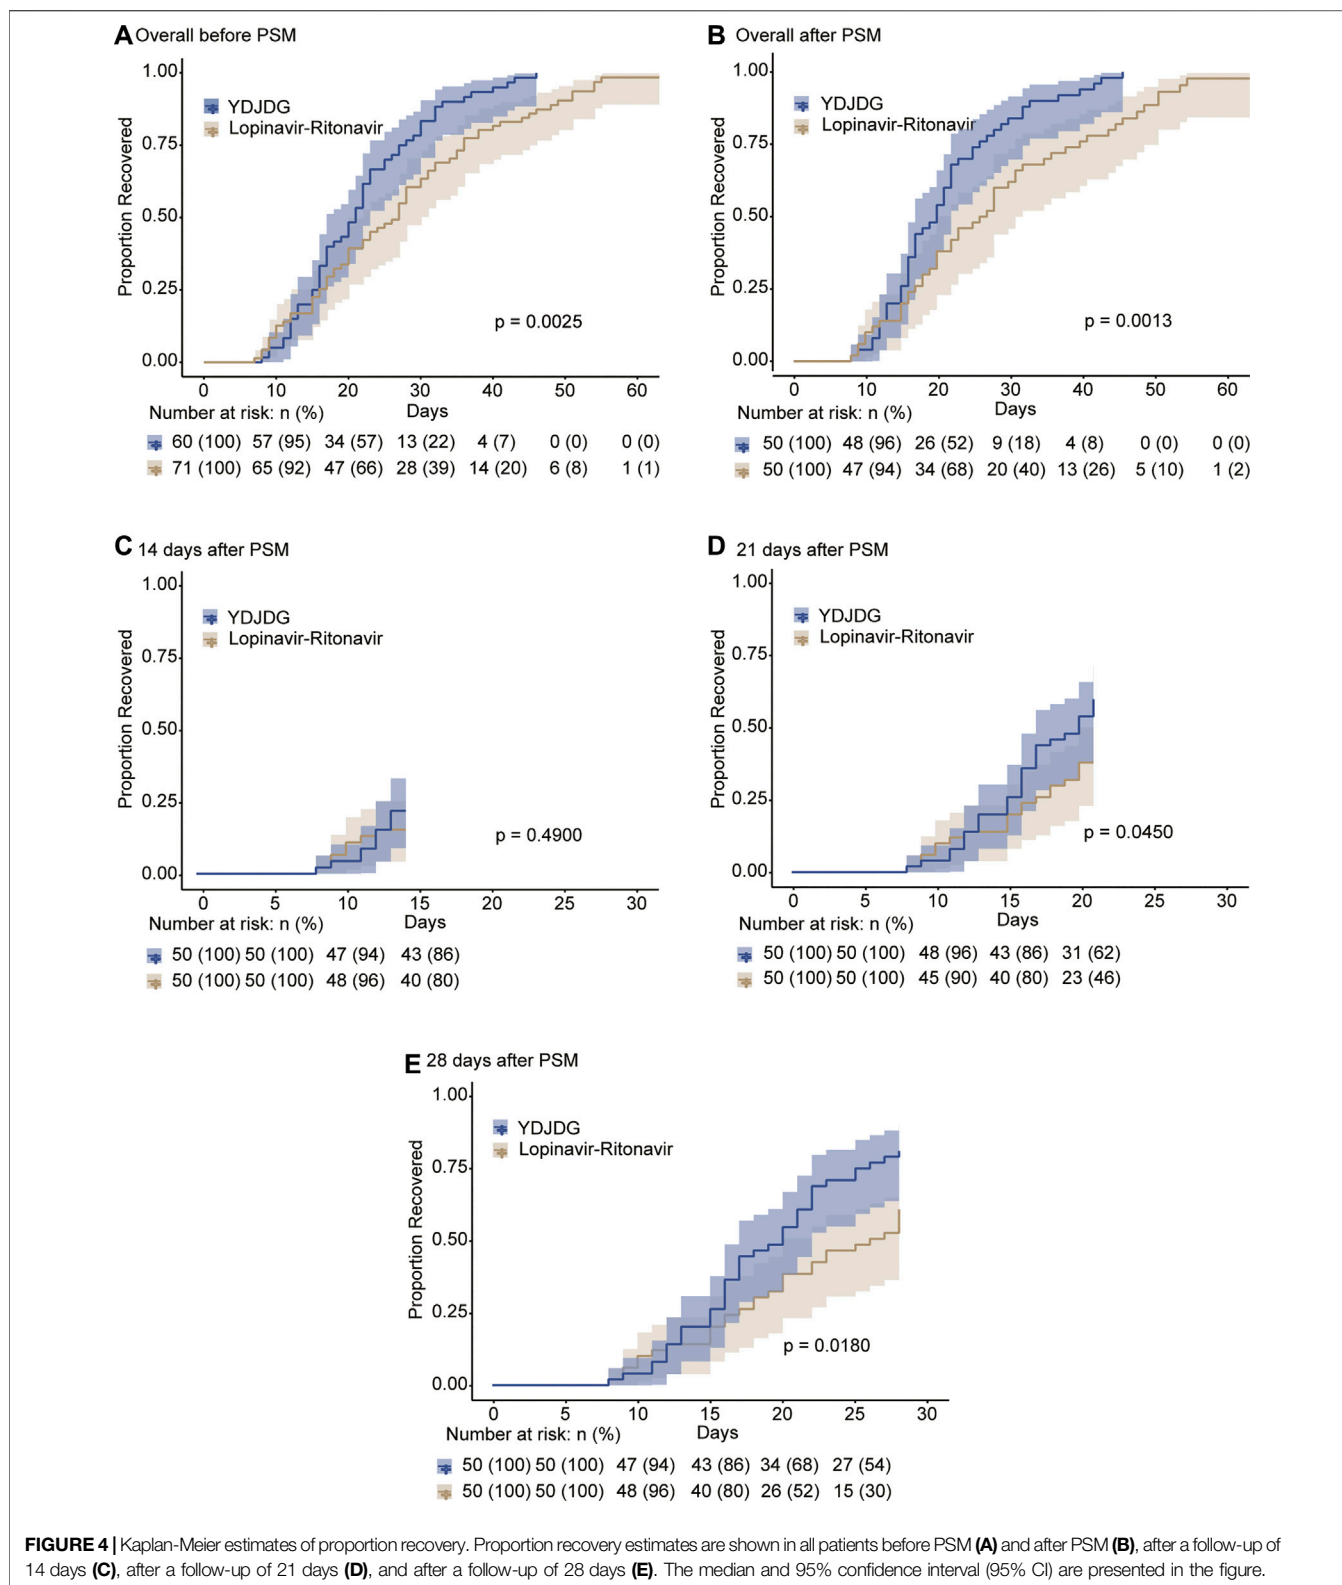 A Overall before PSM
1.00
0.75
0.50
0.25
0.00
Proportion Recovered
YDJDG
Lopinavir-Ritonavir
p = 0.0025
0 10 20 30 40 50 60
Number at risk: n (%)
Days
60 (100) 57 (95) 34 (57) 13 (22) 4 (7) 0 (0) 0 (0)
71 (100) 65 (92) 47 (66) 28 (39) 14 (20) 6 (8) 1 (1)
B Overall after PSM
1.00
0.75
0.50
0.25
0.00
Proportion Recovered
YDJDG
Lopinavir-Ritonavir
p = 0.0013
0 10 20 30 40 50 60
Number at risk: n (%)
Days
50 (100) 48 (96) 26 (52) 9 (18) 4 (8) 0 (0) 0 (0)
50 (100) 47 (94) 34 (68) 20 (40) 13 (26) 5 (10) 1 (2)
C 14 days after PSM
1.00
0.75
0.50
0.25
0.00
Proportion Recovered
YDJDG
Lopinavir-Ritonavir
p = 0.4900
0 5 10 15 20 25 30
Number at risk: n (%)
Days
50 (100) 50 (100) 47 (94) 43 (86)
50 (100) 50 (100) 48 (96) 40 (80)
D 21 days after PSM
1.00
0.75
0.50
0.25
0.00
Proportion Recovered
YDJDG
Lopinavir-Ritonavir
p = 0.0450
0 5 10 15 20 25 30
Number at risk: n (%)
Days
50 (100) 50 (100) 48 (96) 43 (86) 31 (62)
50 (100) 50 (100) 45 (90) 40 (80) 23 (46)
E 28 days after PSM
1.00
0.75
0.50
0.25
0.00
Proportion Recovered
YDJDG
Lopinavir-Ritonavir
p = 0.0180
0 5 10 15 20 25 30
Number at risk: n (%)
Days
50 (100) 50 (100) 47 (94) 43 (86) 34 (68) 27 (54)
50 (100) 50 (100) 48 (96) 40 (80) 26 (52) 15 (30)
FIGURE 4 | Kaplan-Meier estimates of proportion recovery. Proportion recovery estimates are shown in all patients before PSM (A) and after PSM (B), after a follow-up of
14 days (C), after a follow-up of 21 days (D), and after a follow-up of 28 days (E). The median and 95% confidence interval (95% CI) are presented in the figure.